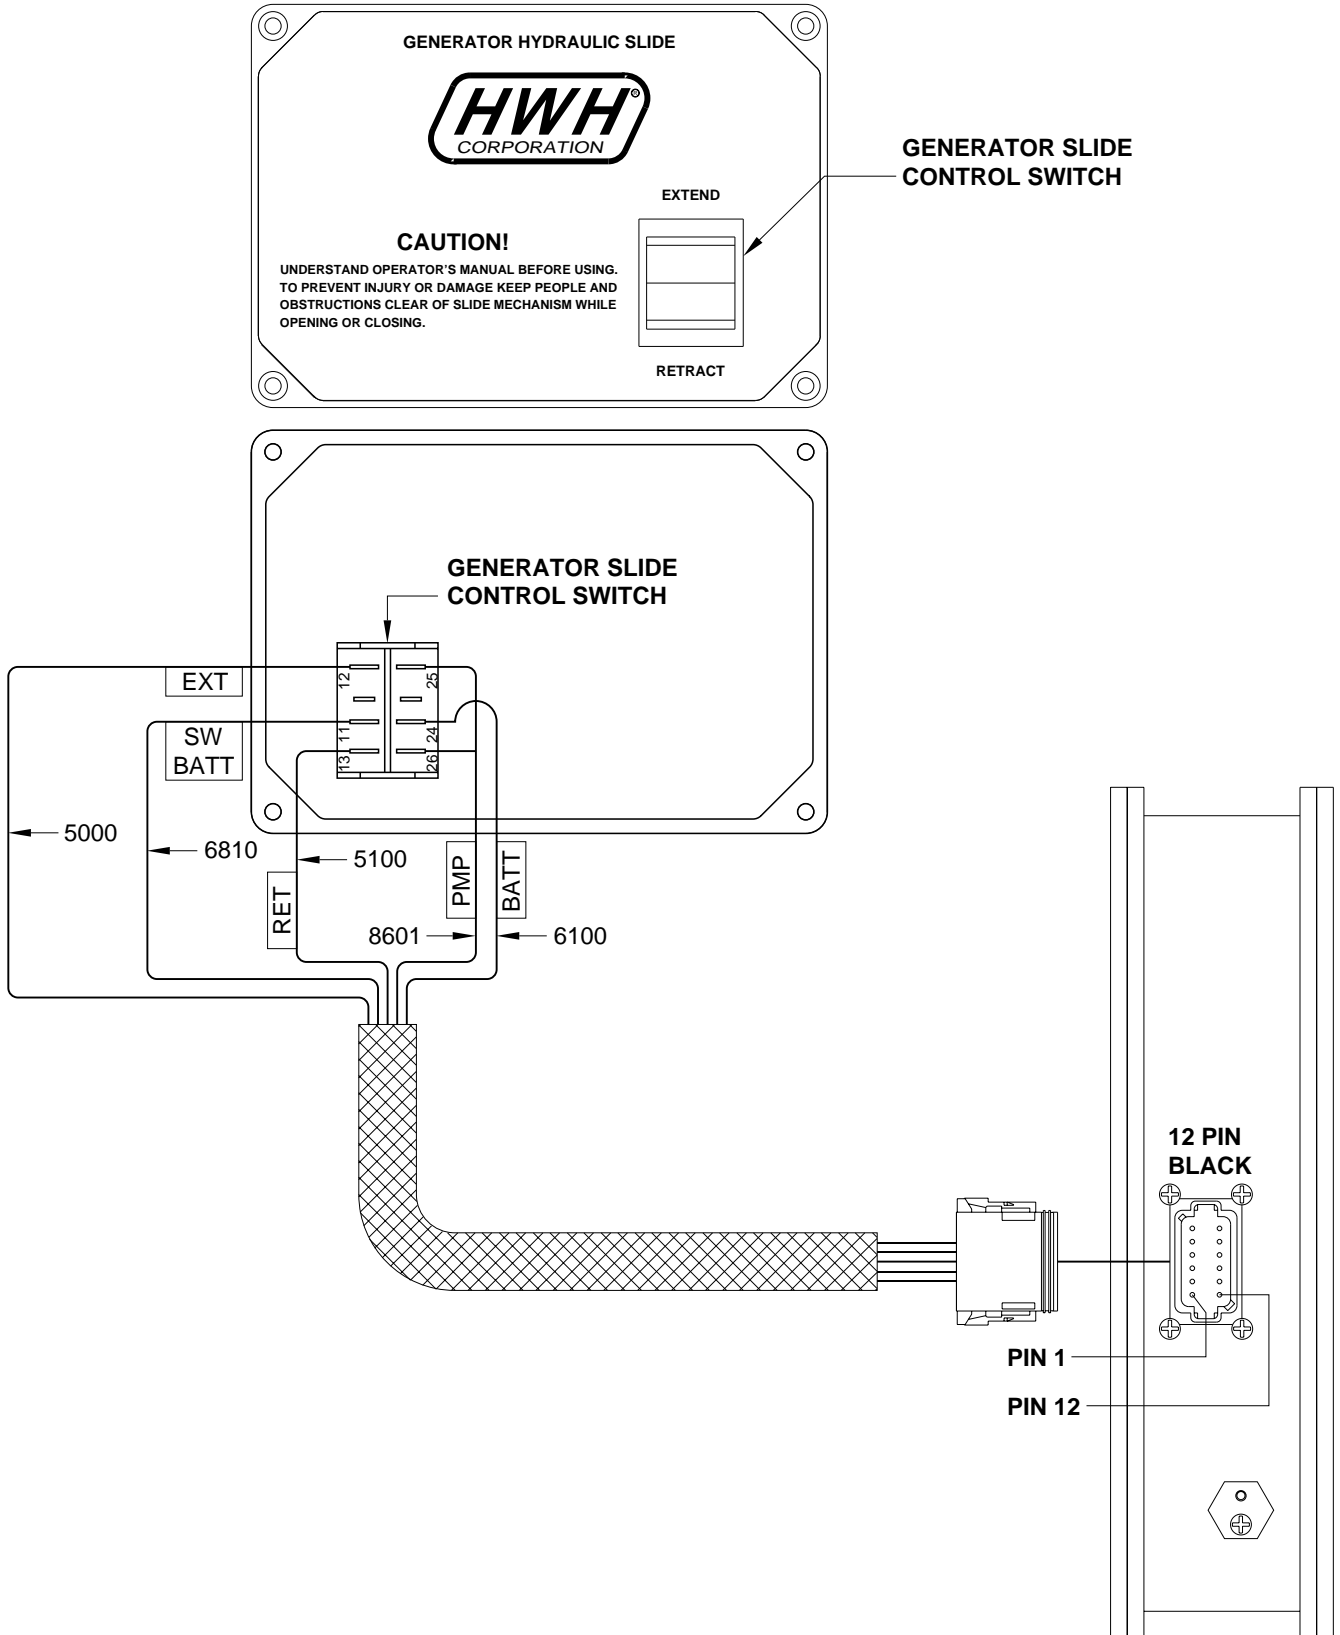 GENERATOR HYDRAULIC SLIDE
HWH®
CORPORATION
GENERATOR SLIDE
CONTROL SWITCH
EXTEND
CAUTION!
UNDERSTAND OPERATOR'S MANUAL BEFORE USING.
TO PREVENT INJURY OR DAMAGE KEEP PEOPLE AND
OBSTRUCTIONS CLEAR OF SLIDE MECHANISM WHILE
OPENING OR CLOSING.
RETRACT
GENERATOR SLIDE
CONTROL SWITCH
EXT
12
25
SW
BATT
11
24
13
26
5000
6810
5100
RET
PMP
BATT
8601
6100
12 PIN
BLACK
PIN 1
PIN 12